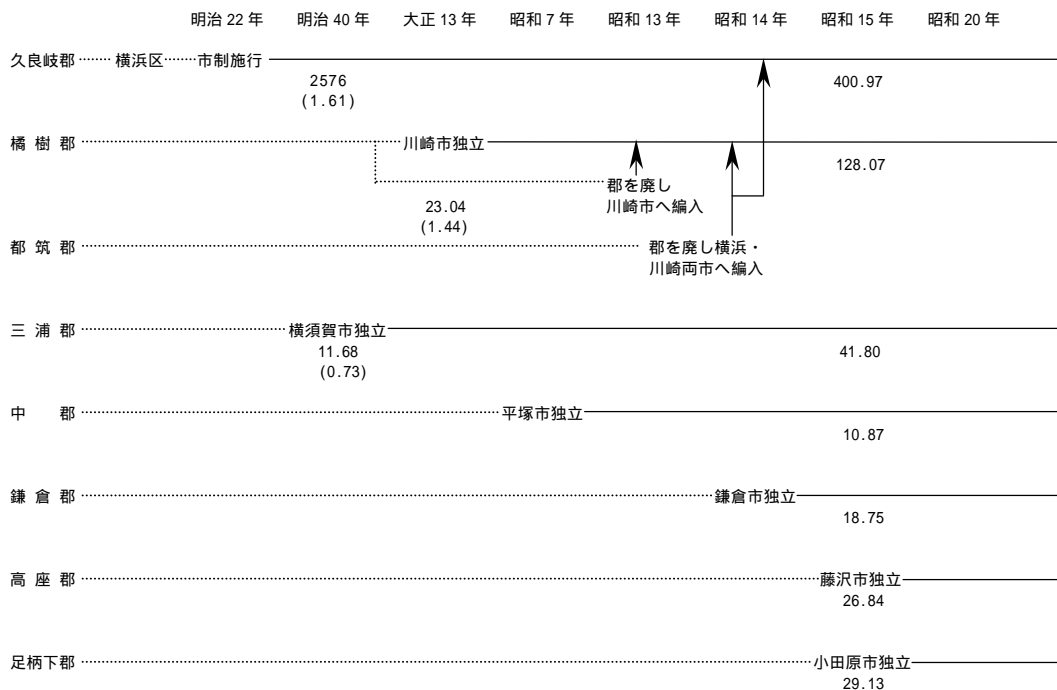 明治 22 年 明治 40 年 大正 13 年 昭和 7 年 昭和 13 年 昭和 14 年 昭和 15 年 昭和 20 年
久良岐郡 横浜区 市制施行
2576 400.97
(1.61)
橘 樹 郡 川崎市独立
128.07
郡を廃し
川崎市へ編入
23.04
(1.44)
都 筑 郡 郡を廃し横浜・
川崎両市へ編入
三 浦 郡 横須賀市独立
11.68 41.80
(0.73)
中 郡 平塚市独立
10.87
鎌 倉 郡 鎌倉市独立
18.75
高 座 郡 藤沢市独立
26.84
足柄下郡 小田原市独立
29.13